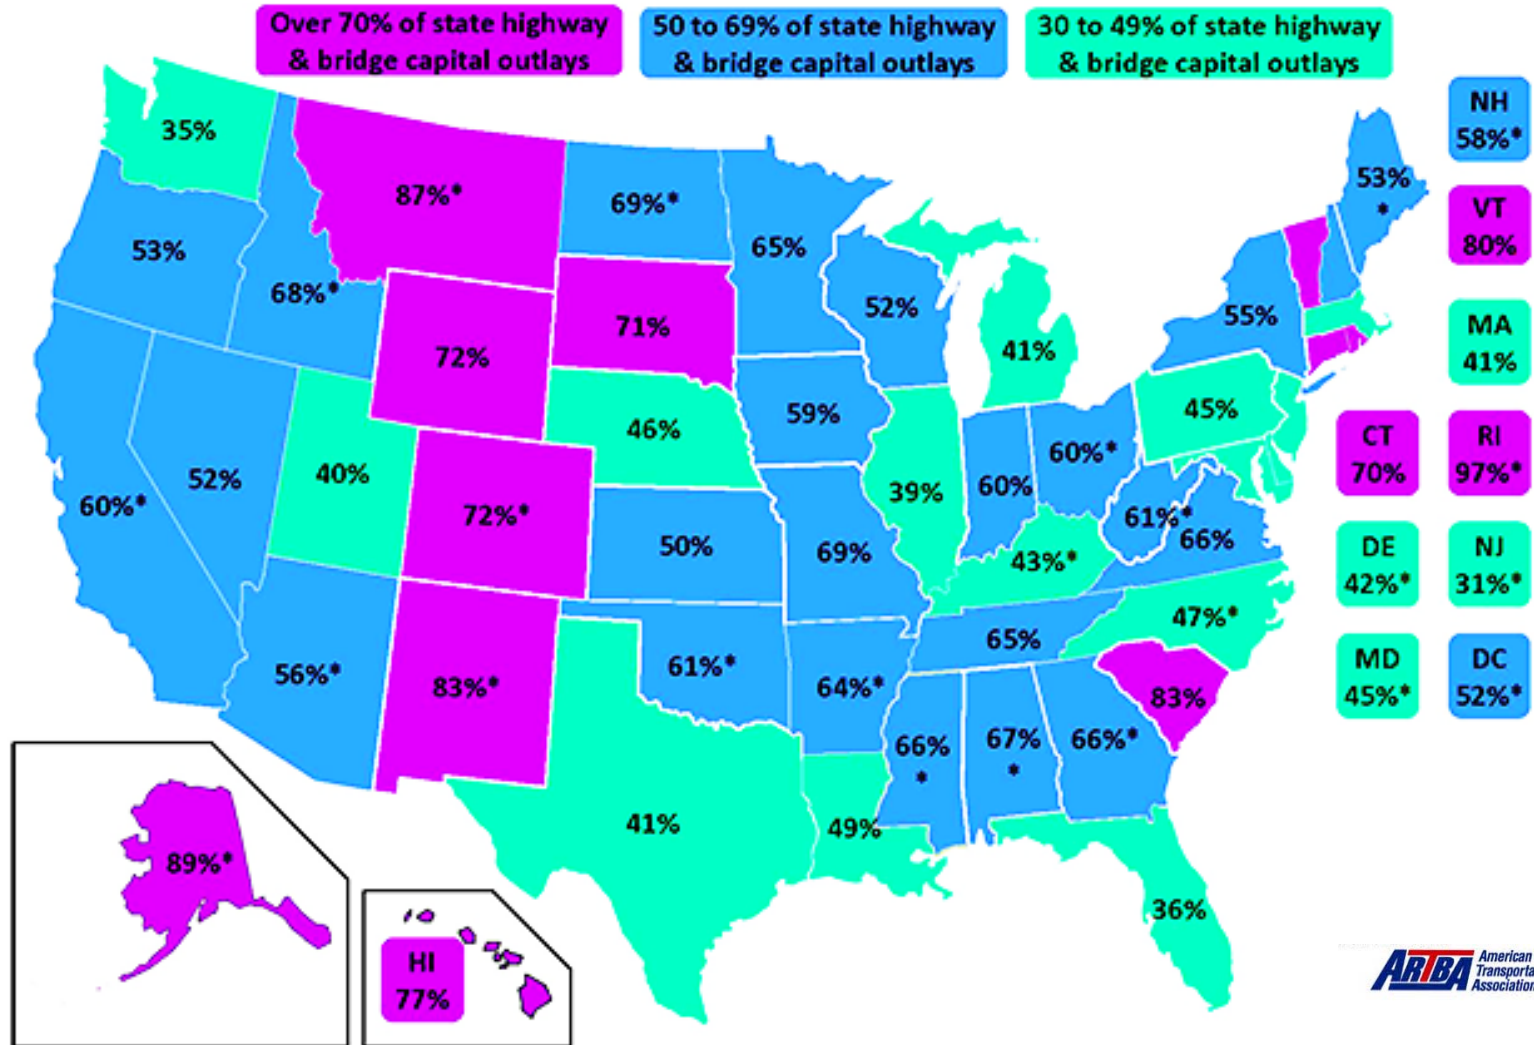 Over 70% of state highway
& bridge capital outlays
50 to 69% of state highway
& bridge capital outlays
30 to 49% of state highway
& bridge capital outlays
NH
58%*
35%
87%*
69%*
65%
53%
*
VT
80%
53%
68%*
72%
71%
52%
41%
55%
MA
41%
59%
46%
45%
CT
70%
RI
97%*
60%*
52%
40%
72%*
50%
69%
39%
60%
60%*
61%*
66%
43%*
DE
42%*
NJ
31%*
47%*
65%
56%*
83%*
61%*
64%*
83%
MD
45%*
DC
52%*
66%
*
67%
*
66%*
41%
49%
36%
89%*
HI
77%
ARTBA
American
Transporta
Association